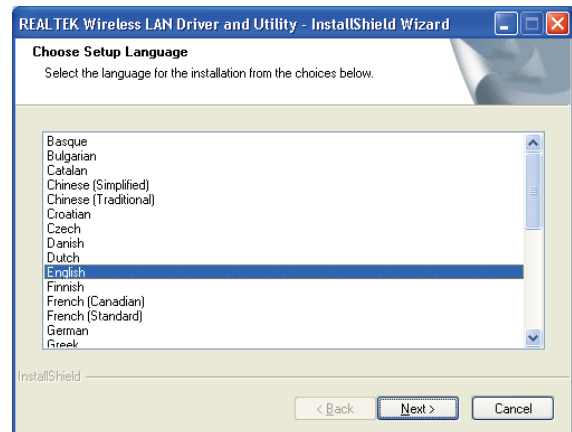 REALTEK Wireless LAN Driver and Utility - InstallShield Wizard
Choose Setup Language
Select the language for the installation from the choices below.
Basque
Bulgarian
Catalan
Chinese (Simplified)
Chinese (Traditional)
Croatian
Czech
Danish
Dutch
English
Finnish
French (Canadian)
French (Standard)
German
Greek
InstallShield
< Back
Next >
Cancel